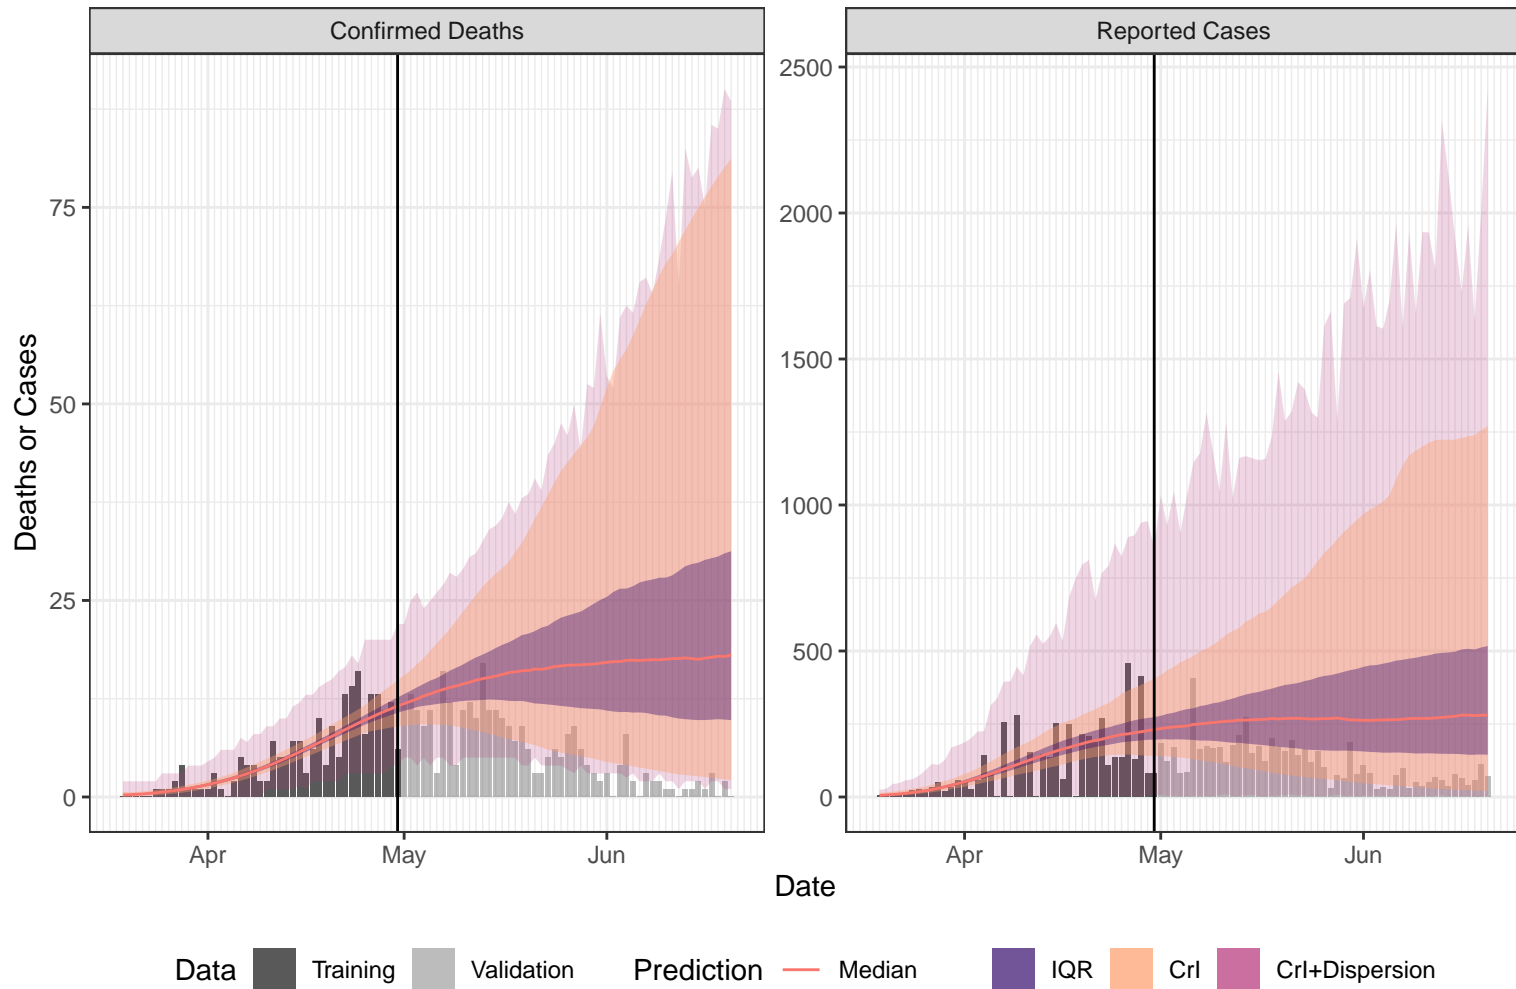 Confirmed Deaths
Reported Cases
Deaths or Cases
75
50
25
0
2500
2000
1500
1000
500
0
Apr
May
Jun
Apr
May
Jun
Date
Data Training Validation Prediction Median IQR CrI CrI+Dispersion